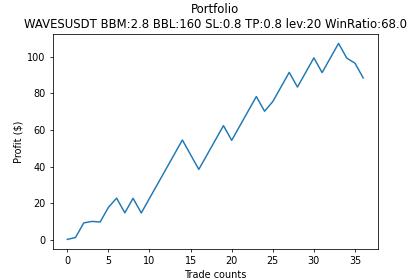 Portfolio
WAVESUSDT BBM:2.8 BBL:160 SL:0.8 TP:0.8 lev:20 WinRatio:68.0
Profit ($)
100
80
60
40
20
0
0 5 10 15 20 25 30 35
Trade counts